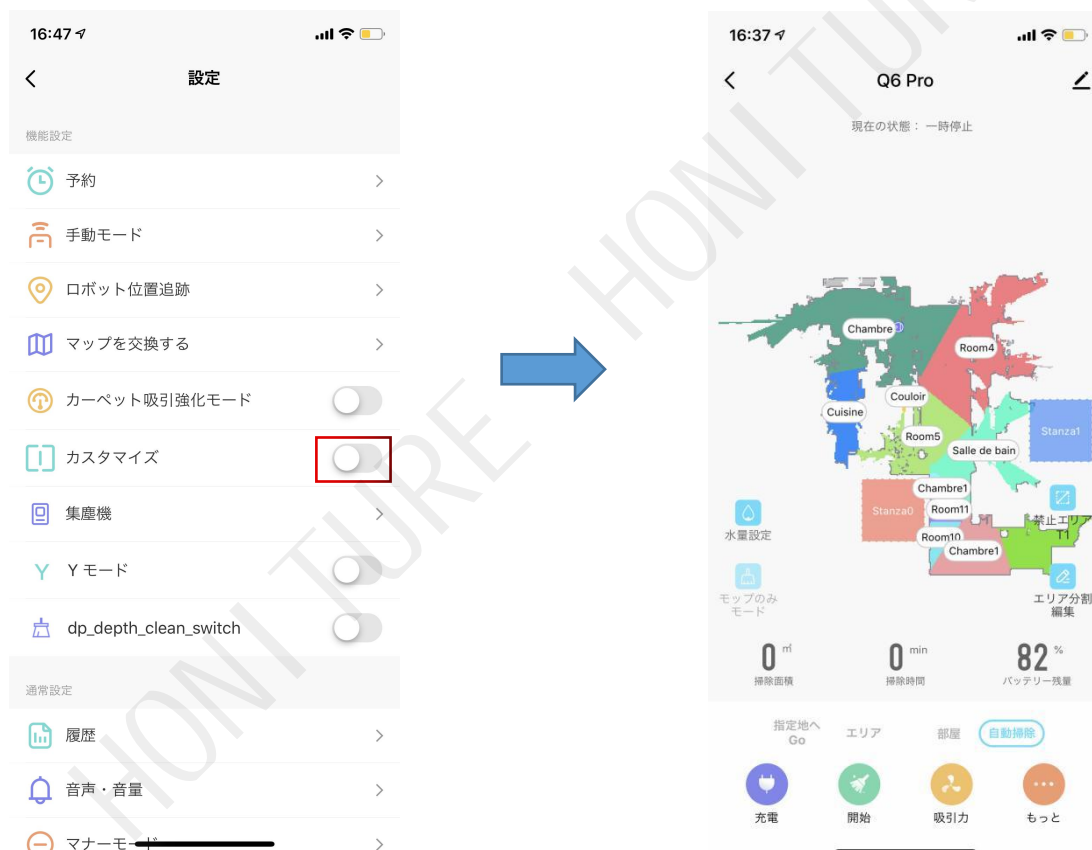 16:47
設定
機能設定
予約
手動モード
ロボット位置追跡
マップを交換する
カーペット吸引強化モード
カスタマイズ
集塵機
Y モード
dp_depth_clean_switch
通常設定
履歴
音声・音量
マナーモード
16:37
Q6 Pro
現在の状態： 一時停止
Chambre
Room4
Couloir
Cuisine
Room5
Stanza1
Salle de bain
Chambre1
Stanza0
Room11
禁止エリア
T1
水量設定
Room10
Chambre1
モップのみ
モード
エリア分割
編集
0 ㎡
掃除面積
0 min
掃除時間
82 %
バッテリー残量
指定地へ
Go
エリア
部屋
自動掃除
充電
開始
吸引力
もっと
HONITURE
HONITURE